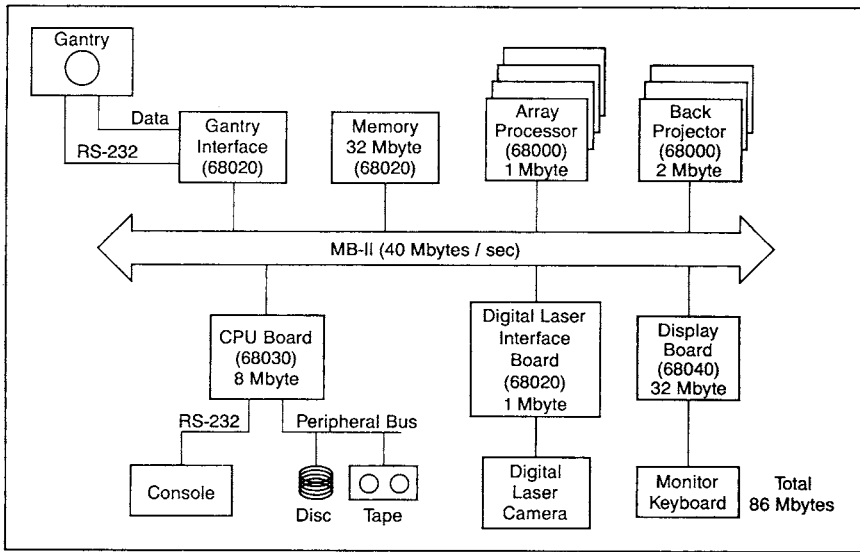 Gantry
Data
RS-232
Gantry
Interface
(68020)
Memory
32 Mbyte
(68020)
Array
Processor
(68000)
1 Mbyte
Back
Projector
(68000)
2 Mbyte
MB-II (40 Mbytes / sec)
CPU Board
(68030)
8 Mbyte
Digital Laser
Interface
Board
(68020)
1 Mbyte
Display
Board
(68040)
32 Mbyte
RS-232
Peripheral Bus
Console
Disc
Tape
Digital
Laser
Camera
Monitor
Keyboard
Total
86 Mbytes